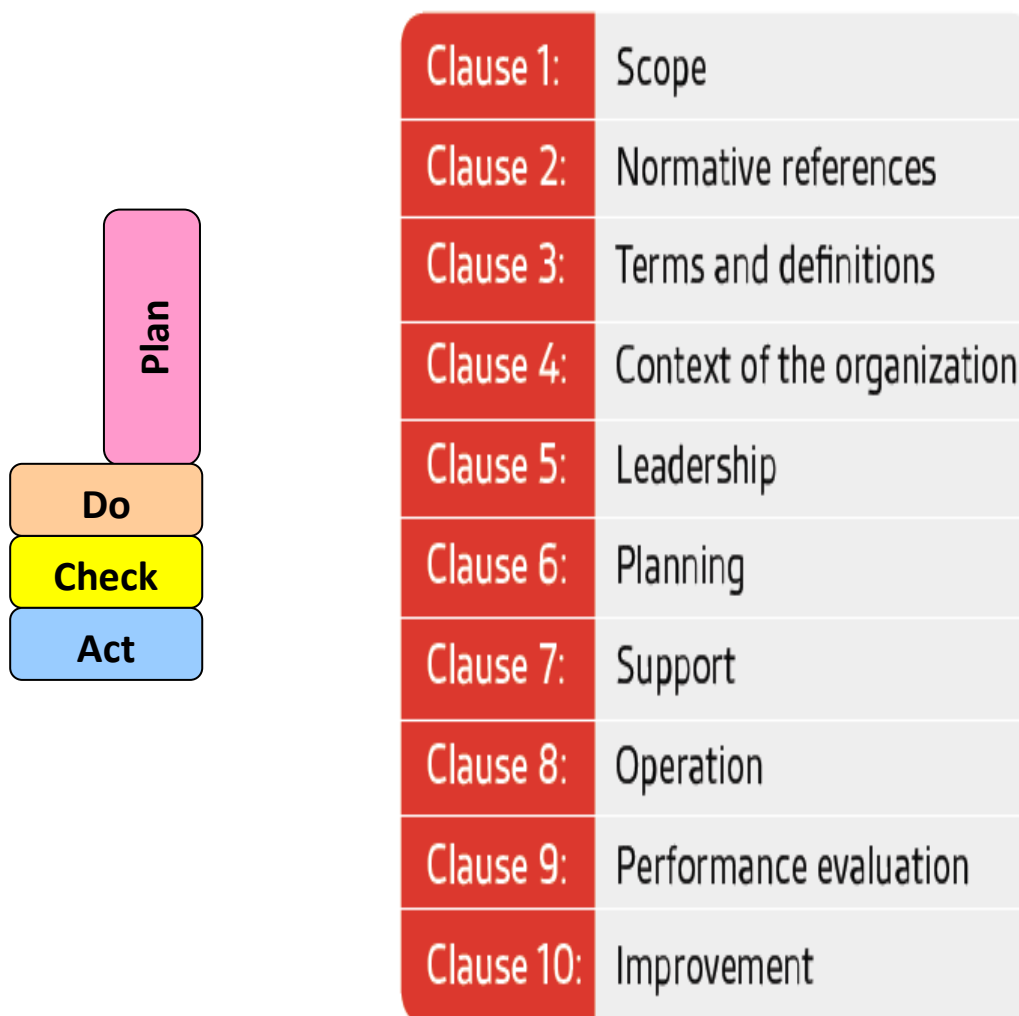 Plan
Do
Check
Act
Clause 1: Scope
Clause 2: Normative references
Clause 3: Terms and definitions
Clause 4: Context of the organization
Clause 5: Leadership
Clause 6: Planning
Clause 7: Support
Clause 8: Operation
Clause 9: Performance evaluation
Clause 10: Improvement